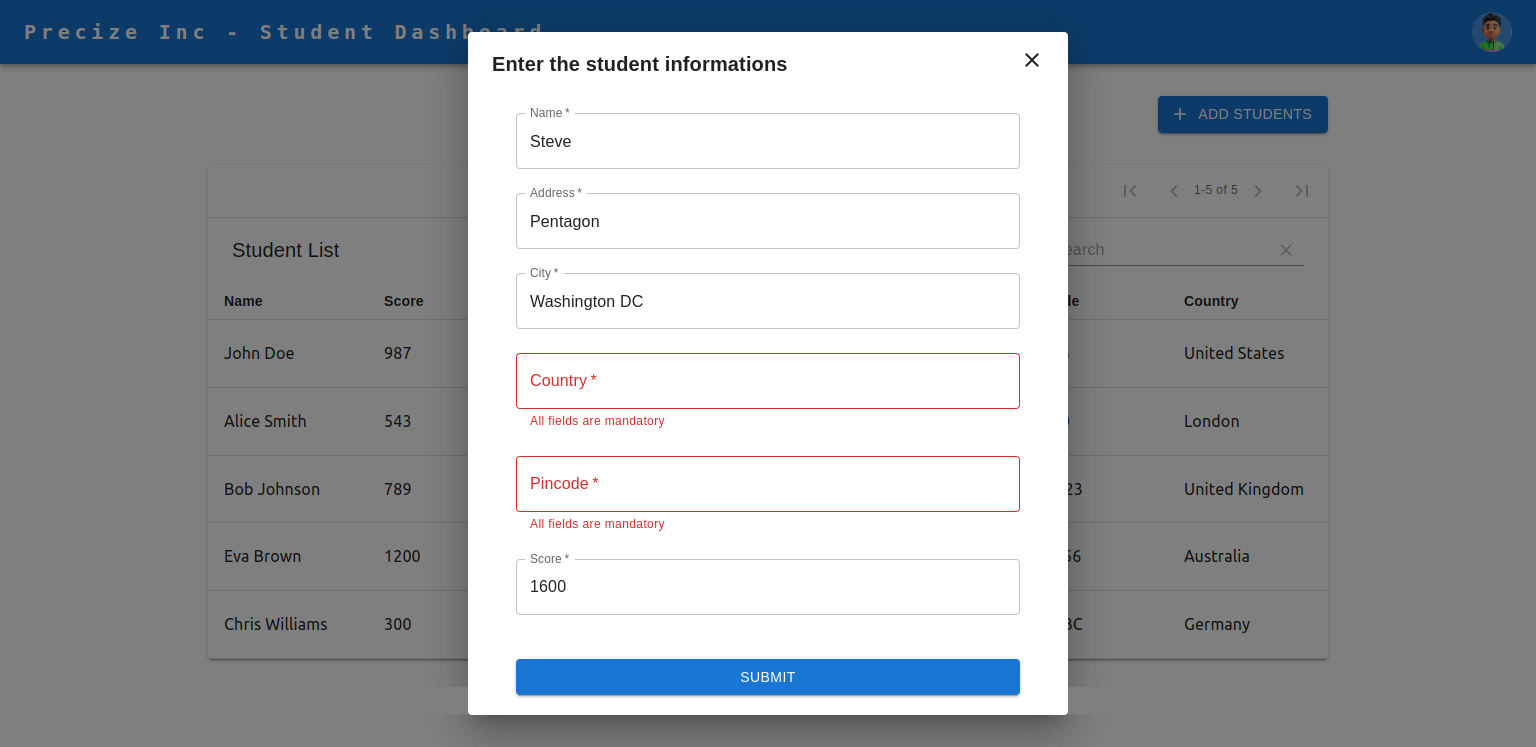 Precize Inc - Student Dashboard
Enter the student informations
Name *
Steve
ADD STUDENTS
Address *
Pentagon
1-5 of 5
City *
Washington DC
Student List
earch
Name Score Country
Country *
All fields are mandatory
John Doe 987 United States
Alice Smith 543 London
Pincode *
All fields are mandatory
Bob Johnson 789 23 United Kingdom
Score *
1600
Eva Brown 1200 56 Australia
Chris Williams 300 Germany
SUBMIT